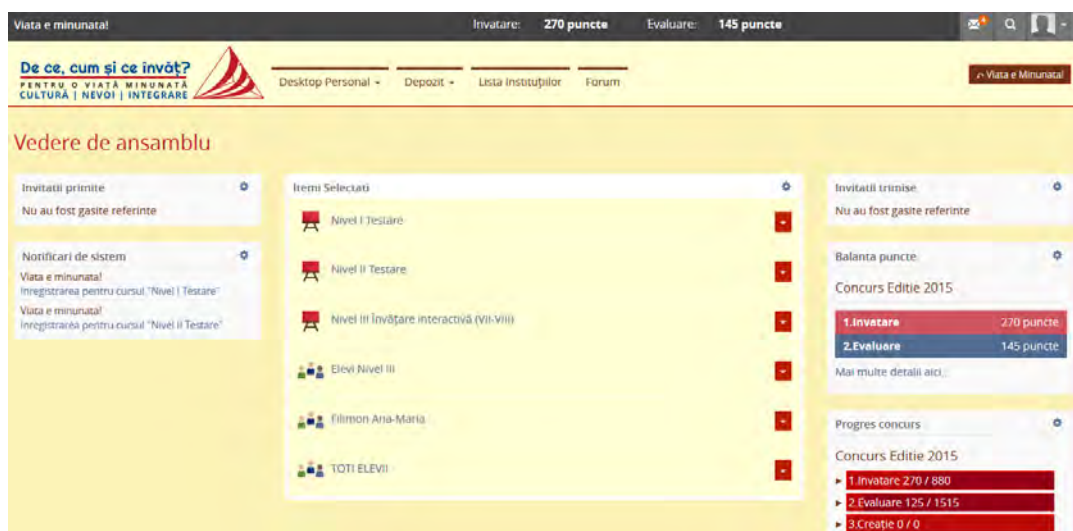 Viata e minunata!
Invatare: 270 puncte Evaluare: 145 puncte
4
De ce, cum și ce învăț?
PENTRU O VIAȚĂ MINUNATĂ
CULTURĂ | NEVOI | INTEGRARE
Desktop Personal
Depozit
Lista Instituțiilor
Forum
Viata e Minunata!
Vedere de ansamblu
Invitatii primite
Nu au fost gasite referinte
Notificari de sistem
Viata e minunata!
Inregistrarea pentru cursul "Nivel I Testare"
Viata e minunata!
Inregistrarea pentru cursul "Nivel II Testare"
Itemi Selectati
Nivel I Testare
Nivel II Testare
Nivel III Învățare interactivă (VII-VIII)
Elevi Nivel III
Filimon Ana-Maria
TOTI ELEVII
Invitatii trimise
Nu au fost gasite referinte
Balanta puncte
Concurs Editie 2015
1.Invatare 270 puncte
2.Evaluare 145 puncte
Mai multe detalii aici...
Progres concurs
Concurs Editie 2015
1.Invatare 270 / 880
2.Evaluare 125 / 1515
3.Creație 0 / 0